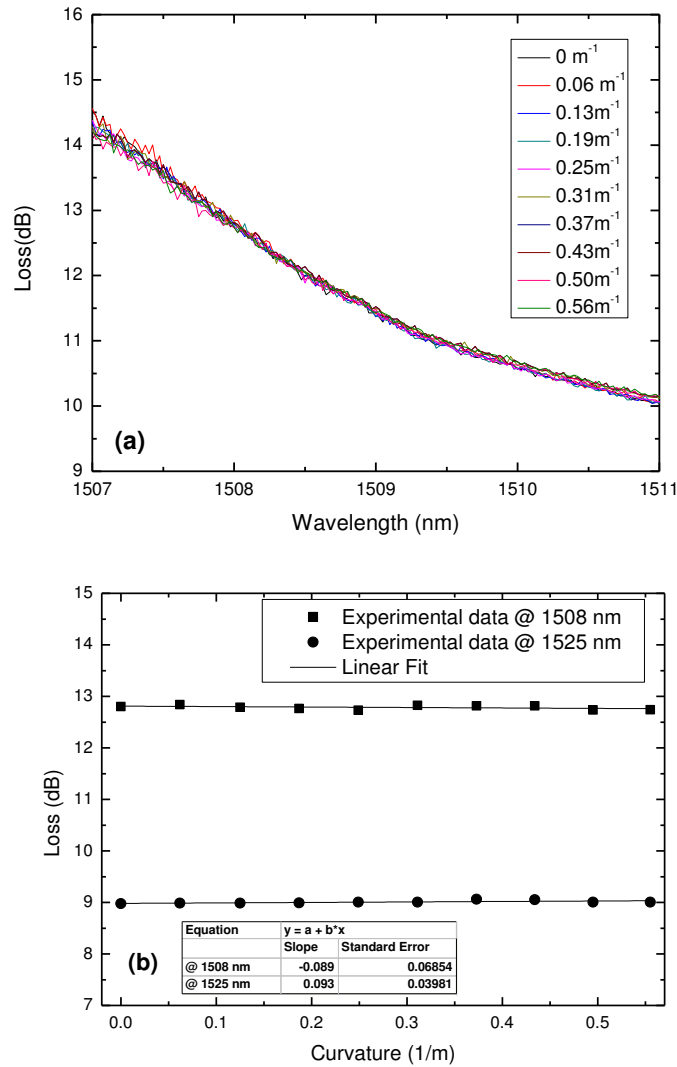 16
15
14
13
12
11
10
9
Loss(dB)
0 m⁻¹
0.06 m⁻¹
0.13m⁻¹
0.19m⁻¹
0.25m⁻¹
0.31m⁻¹
0.37m⁻¹
0.43m⁻¹
0.50m⁻¹
0.56m⁻¹
(a)
1507 1508 1509 1510 1511
Wavelength (nm)
15
14
13
12
11
10
9
8
7
Loss (dB)
Experimental data @ 1508 nm
Experimental data @ 1525 nm
Linear Fit
Equation y = a + b*x
Slope Standard Error
@ 1508 nm -0.089 0.06854
@ 1525 nm 0.093 0.03981
(b)
0.0 0.1 0.2 0.3 0.4 0.5
Curvature (1/m)